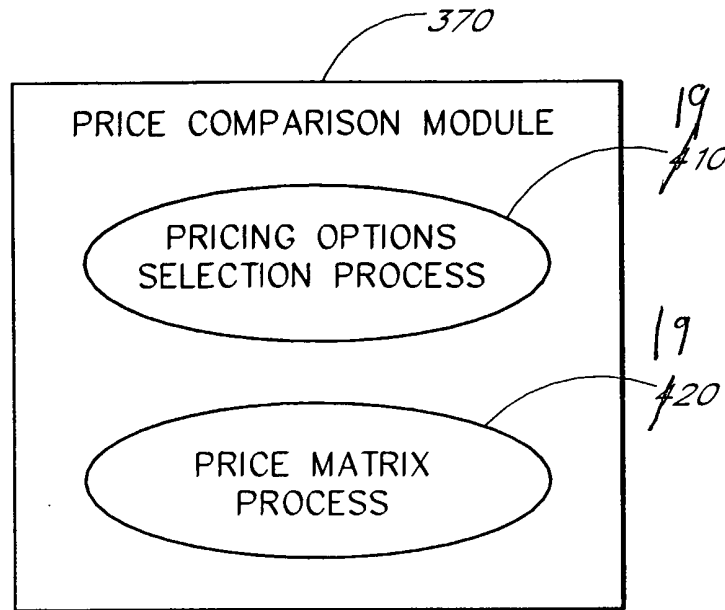 370
PRICE COMPARISON MODULE
19
410
PRICING OPTIONS
SELECTION PROCESS
19
420
PRICE MATRIX
PROCESS